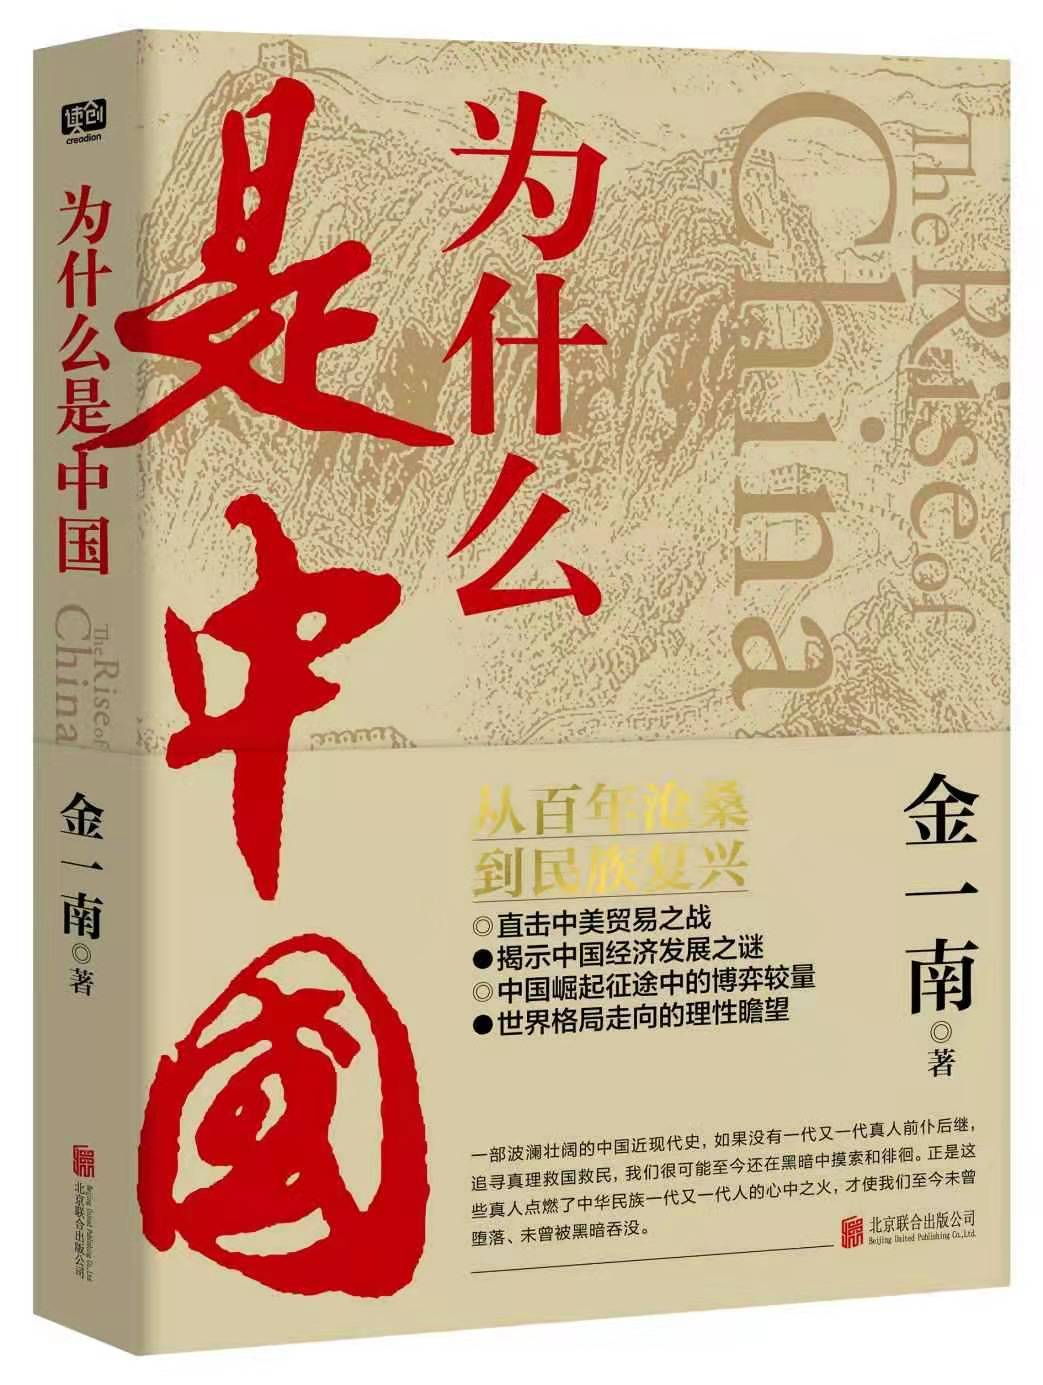 读创
creadion
为什么是中国
The Rise of
China
金一南◎著
北京联合出版公司
Beijing United Publishing Co.,Ltd.
为什么
是中国
The Rise of
China
从百年沧桑
到民族复兴
◎直击中美贸易之战
●揭示中国经济发展之谜
◎中国崛起征途中的博弈较量
●世界格局走向的理性瞻望
金一南◎著
一部波澜壮阔的中国近现代史,如果没有一代又一代真人前仆后继,
追寻真理救国救民,我们很可能至今还在黑暗中摸索和徘徊。正是这
些真人点燃了中华民族一代又一代人的心中之火,才使我们至今未曾
堕落、未曾被黑暗吞没。
北京联合出版公司
Beijing United Publishing Co.,Ltd.